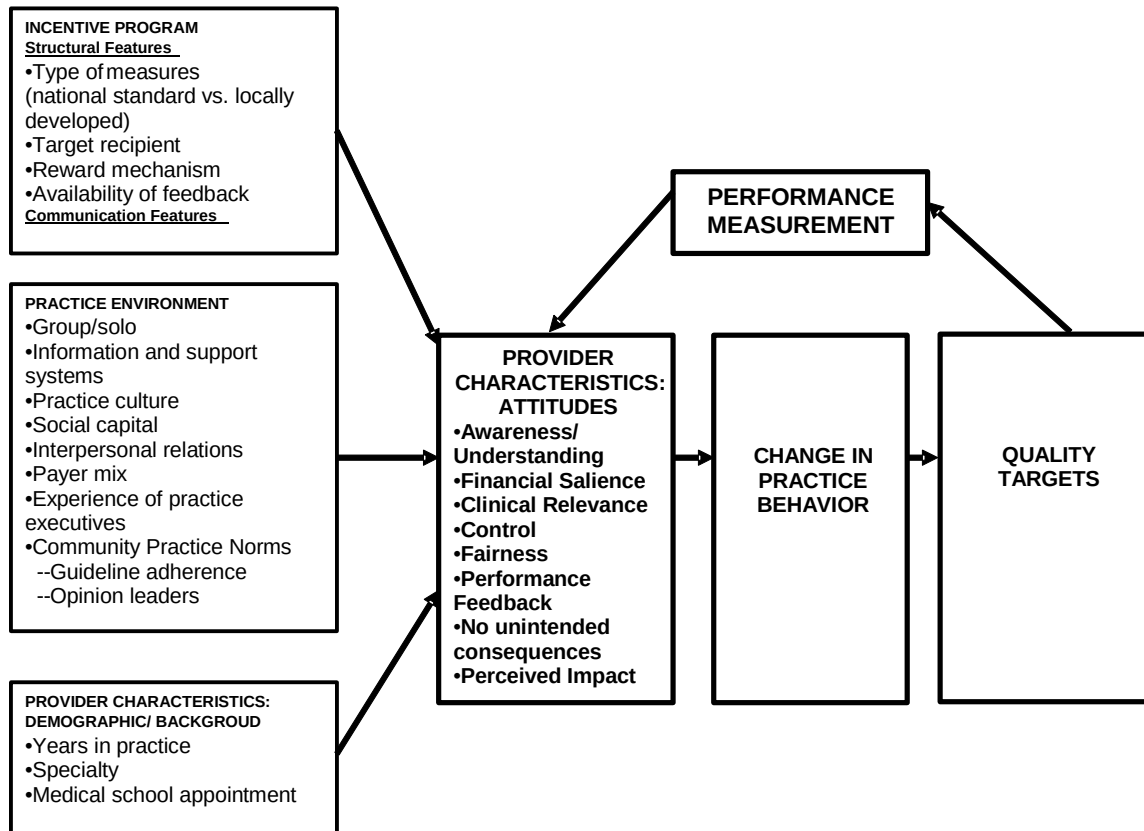 INCENTIVE PROGRAM
Structural Features
•Type of measures
(national standard vs. locally
developed)
•Target recipient
•Reward mechanism
•Availability of feedback
Communication Features
PRACTICE ENVIRONMENT
•Group/solo
•Information and support
systems
•Practice culture
•Social capital
•Interpersonal relations
•Payer mix
•Experience of practice
executives
•Community Practice Norms
--Guideline adherence
--Opinion leaders
PROVIDER CHARACTERISTICS:
DEMOGRAPHIC/ BACKGROUD
•Years in practice
•Specialty
•Medical school appointment
PERFORMANCE
MEASUREMENT
PROVIDER
CHARACTERISTICS:
ATTITUDES
•Awareness/
Understanding
•Financial Salience
•Clinical Relevance
•Control
•Fairness
•Performance
Feedback
•No unintended
consequences
•Perceived Impact
CHANGE IN
PRACTICE
BEHAVIOR
QUALITY
TARGETS